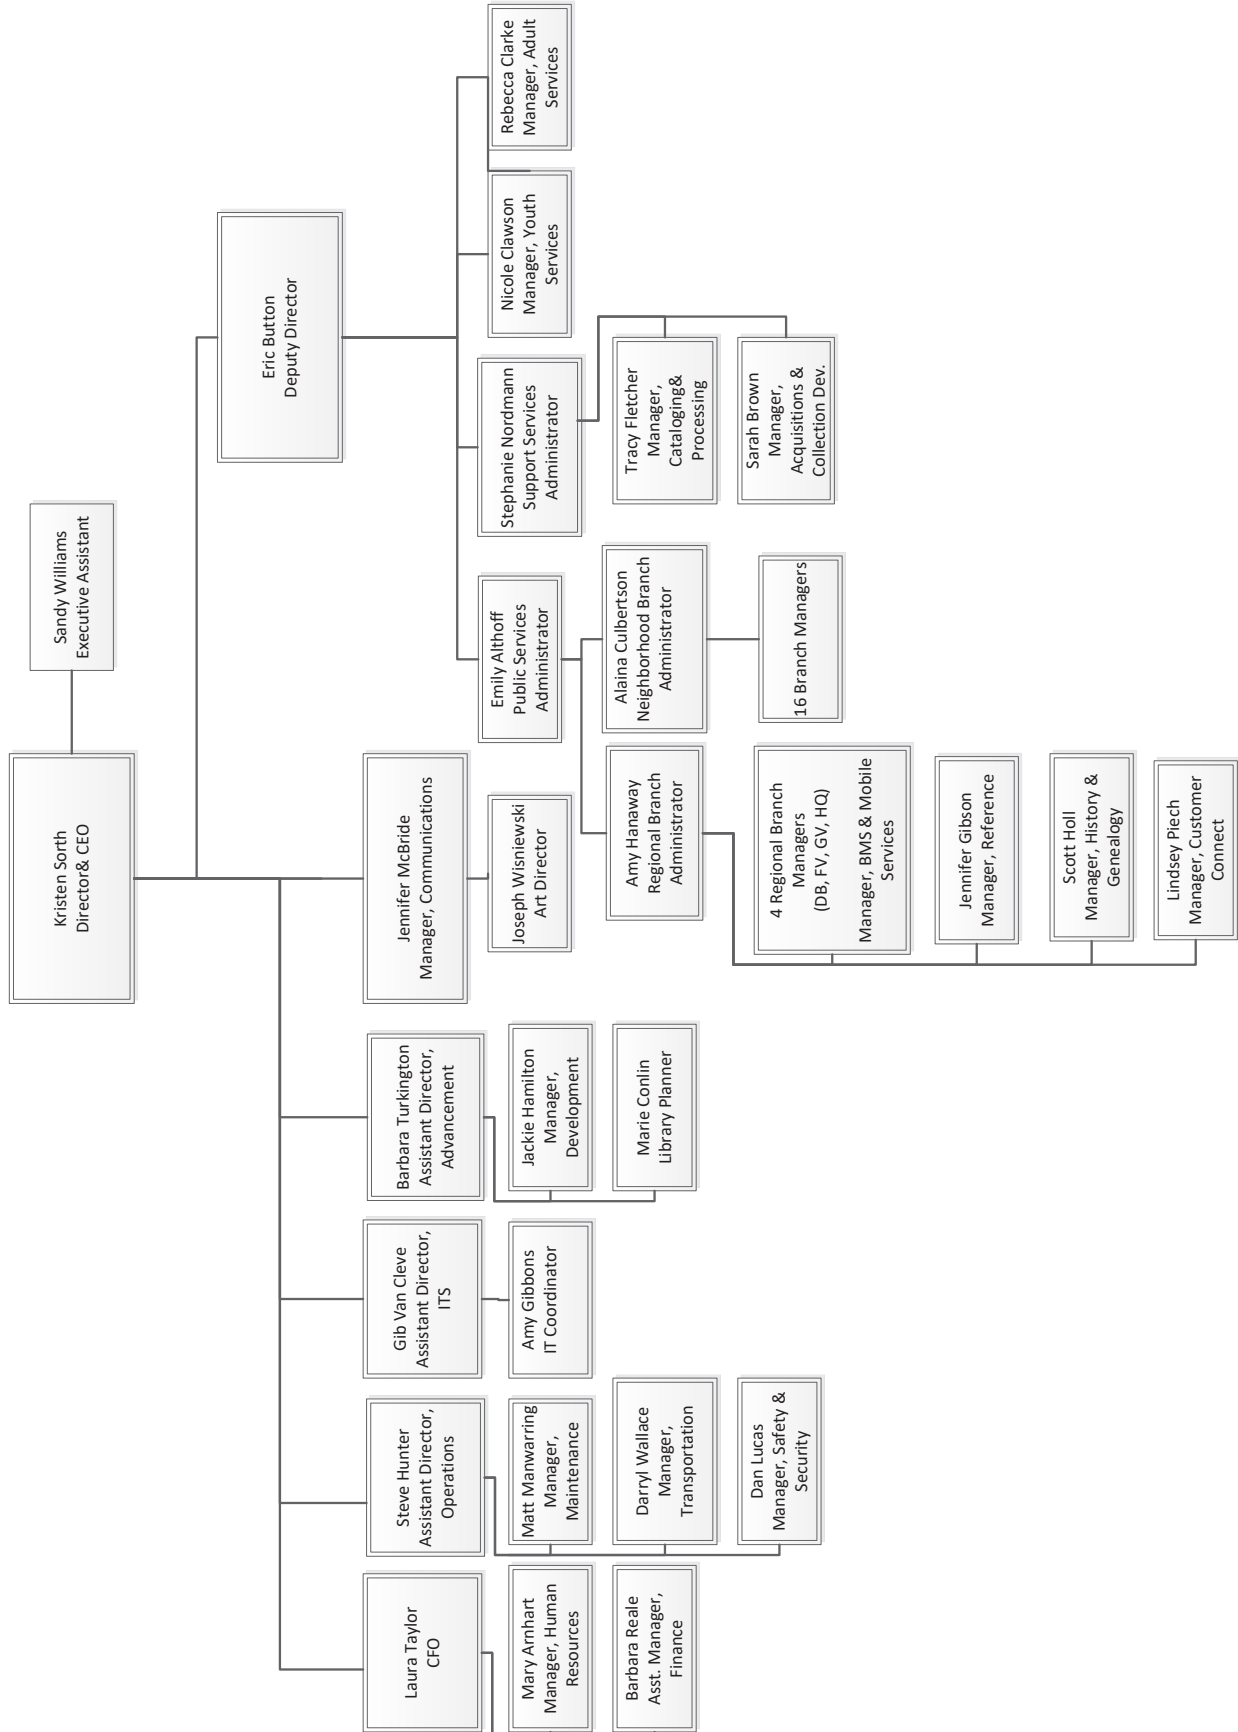 Kristen Sorth
Director& CEO
Sandy Williams
Executive Assistant
Eric Button
Deputy Director
Laura Taylor
CFO
Mary Arnhart
Manager, Human
Resources
Barbara Reale
Asst. Manager,
Finance
Steve Hunter
Assistant Director,
Operations
Matt Manwarring
Manager,
Maintenance
Darryl Wallace
Manager,
Transportation
Dan Lucas
Manager, Safety &
Security
Gib Van Cleve
Assistant Director,
ITS
Amy Gibbons
IT Coordinator
Barbara Turkington
Assistant Director,
Advancement
Jackie Hamilton
Manager,
Development
Marie Conlin
Library Planner
Jennifer McBride
Manager, Communications
Joseph Wisniewski
Art Director
Emily Althoff
Public Services
Administrator
Amy Hanaway
Regional Branch
Administrator
4 Regional Branch
Managers
(DB, FV, GV, HQ)
Manager, BMS & Mobile
Services
Jennifer Gibson
Manager, Reference
Scott Holl
Manager, History &
Genealogy
Lindsey Piech
Manager, Customer
Connect
Alaina Culbertson
Neighborhood Branch
Administrator
16 Branch Managers
Stephanie Nordmann
Support Services
Administrator
Tracy Fletcher
Manager,
Cataloging&
Processing
Sarah Brown
Manager,
Acquisitions &
Collection Dev.
Nicole Clawson
Manager, Youth
Services
Rebecca Clarke
Manager, Adult
Services